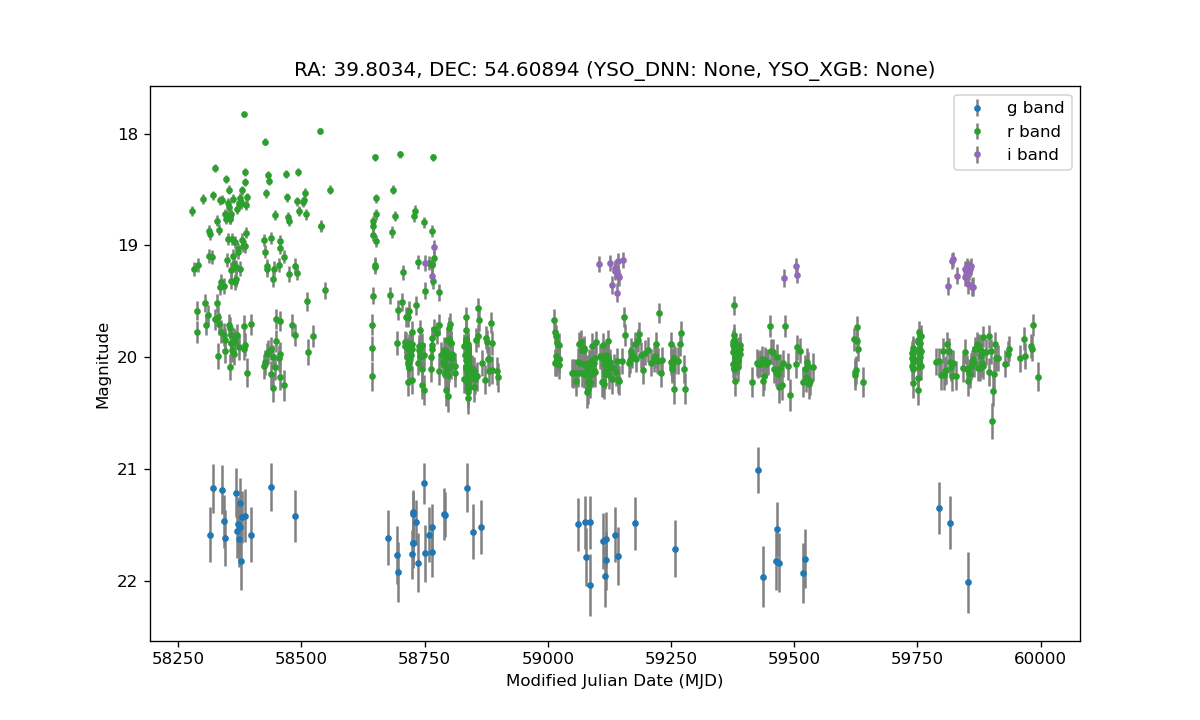 RA: 39.8034, DEC: 54.60894 (YSO_DNN: None, YSO_XGB: None)
g band
r band
i band
18
19
20
21
22
Magnitude
58250
58500
58750
59000
59250
59500
59750
60000
Modified Julian Date (MJD)